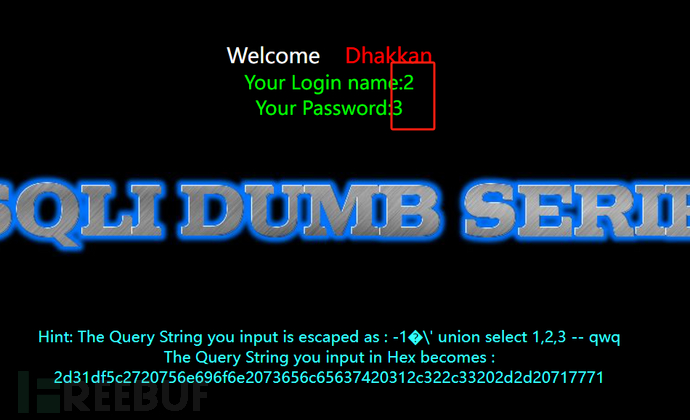 Welcome Dhakkan
Your Login name:2
Your Password:3
SQLI DUMB SERIE
Hint: The Query String you input is escaped as : -1�\' union select 1,2,3 -- qwq
The Query String you input in Hex becomes :
2d31df5c2720756e696f6e2073656c65637420312c322c33202d2d20717771
FREEBUF